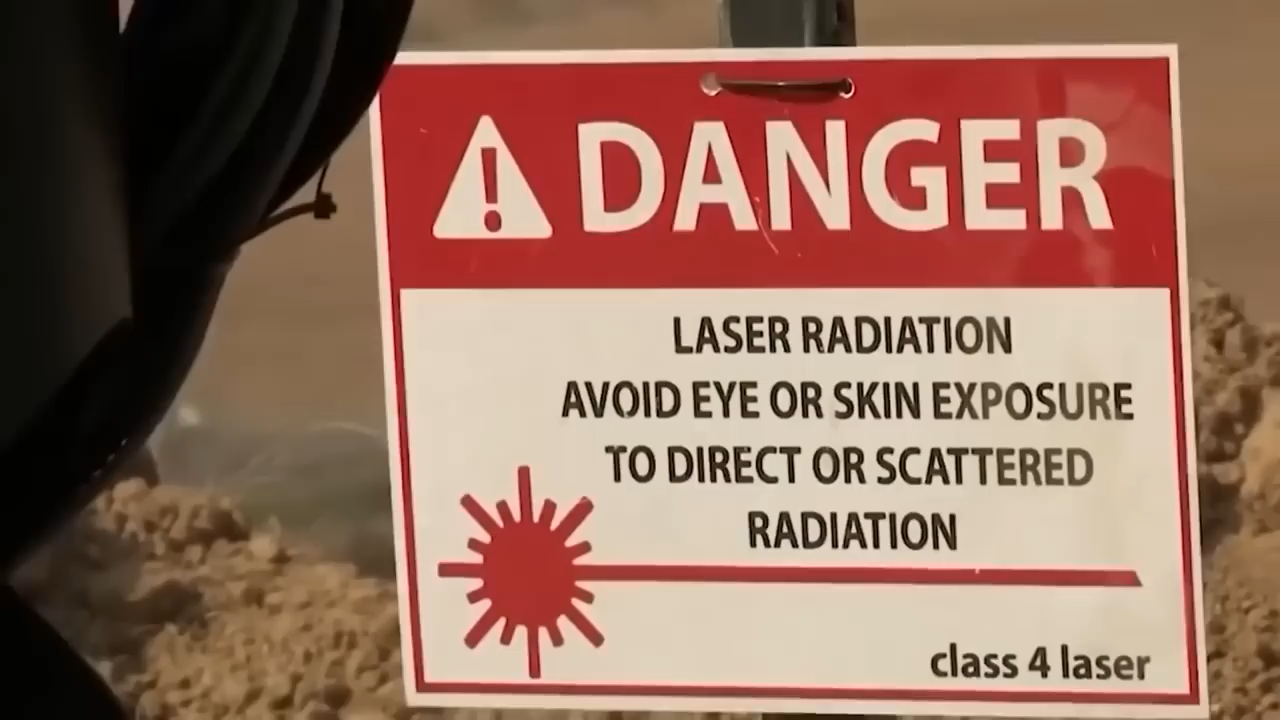 DANGER
LASER RADIATION
AVOID EYE OR SKIN EXPOSURE
TO DIRECT OR SCATTERED
RADIATION
class 4 laser